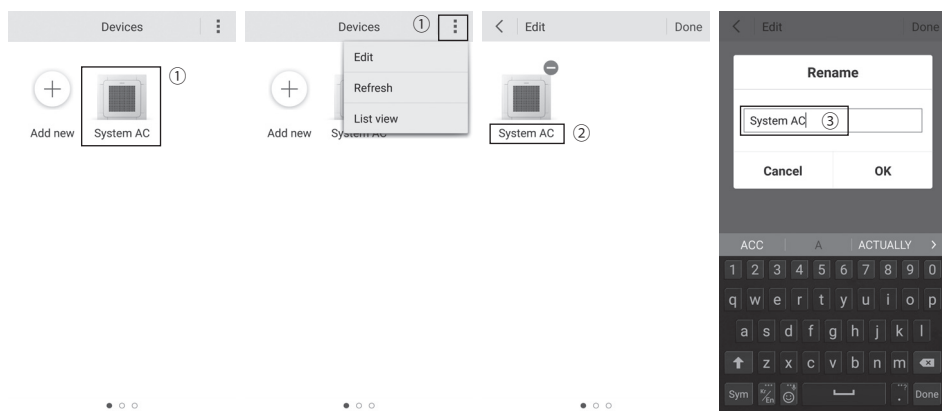 Devices
①
Add new
System AC
Devices
①
Edit
Refresh
List view
Add new
System AC
Edit
Done
System AC
②
Edit
Done
Rename
System AC
③
Cancel
OK
ACC
A
ACTUALLY
1 2 3 4 5 6 7 8 9 0
q w e r t y u i o p
a s d f g h j k l
z x c v b n m
Sym
Done